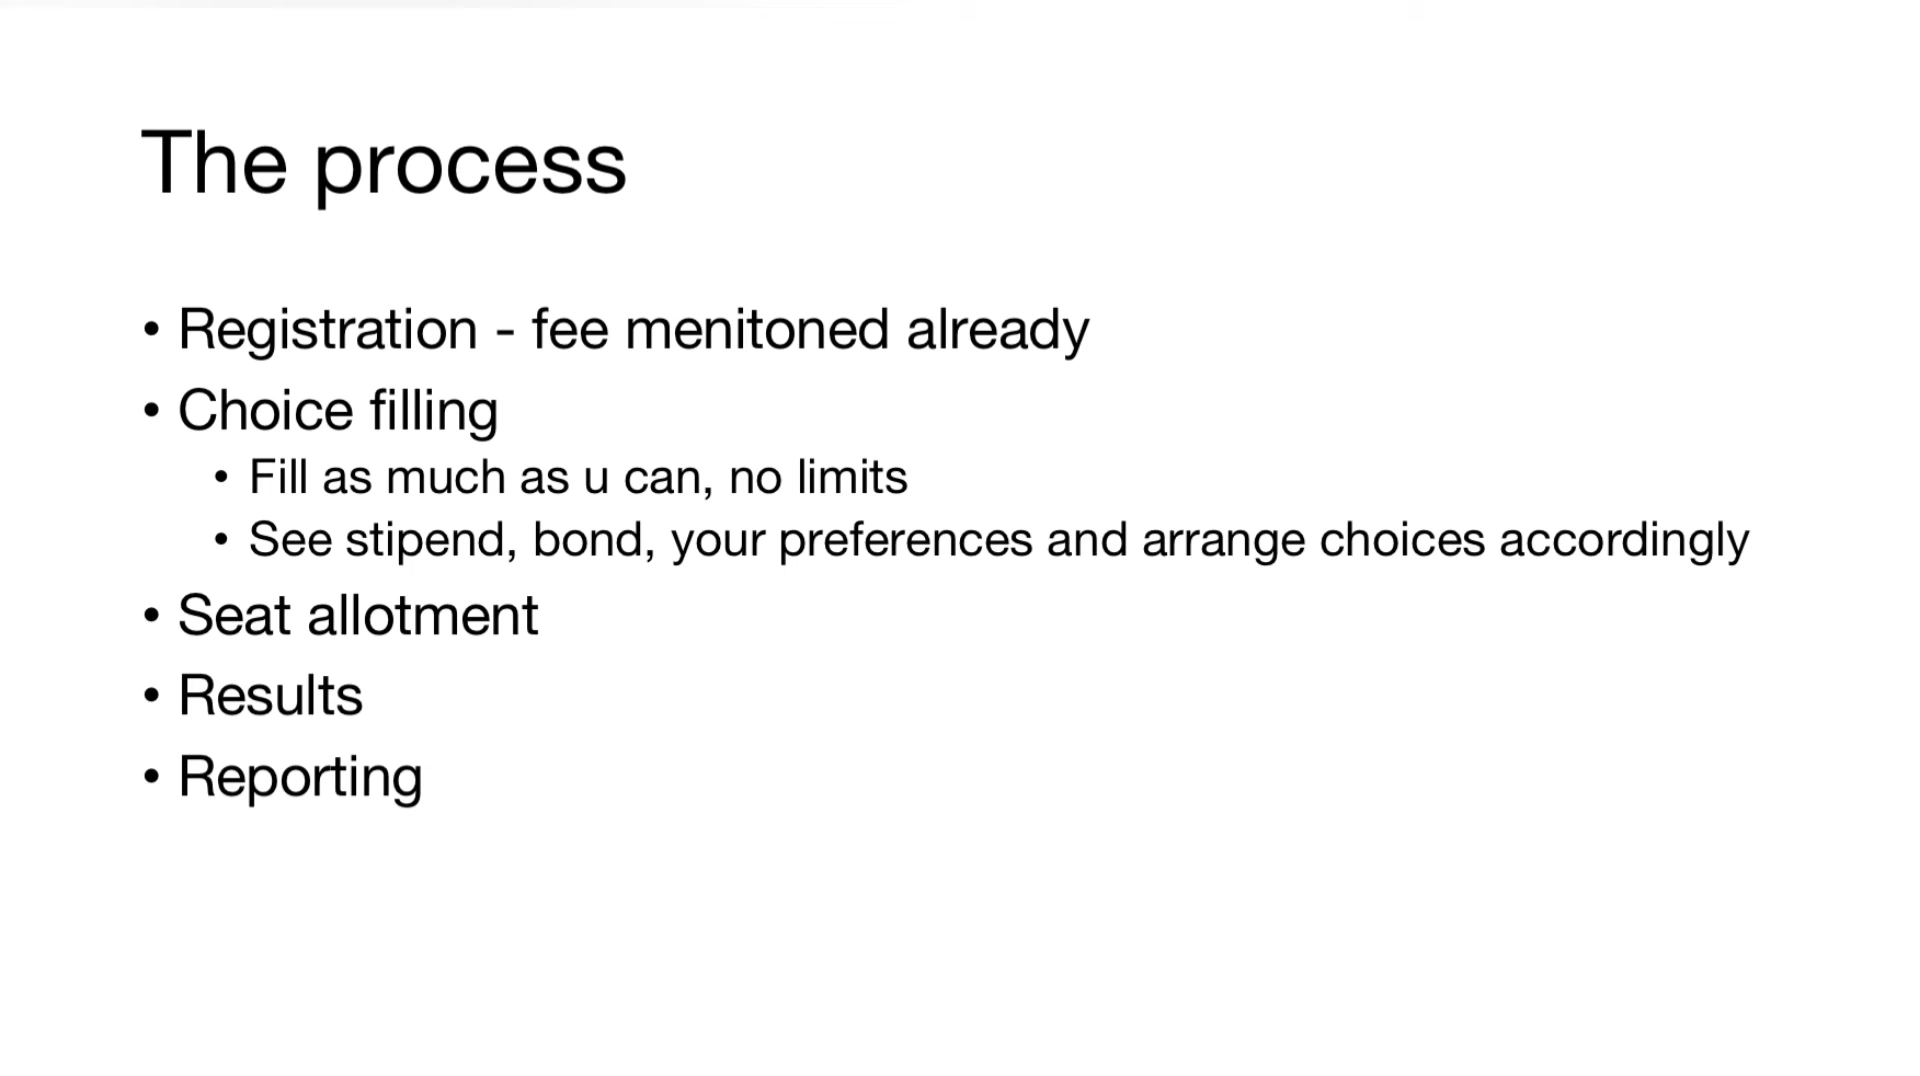 The process
• Registration - fee menitoned already
• Choice filling
• Fill as much as u can, no limits
• See stipend, bond, your preferences and arrange choices accordingly
• Seat allotment
• Results
• Reporting